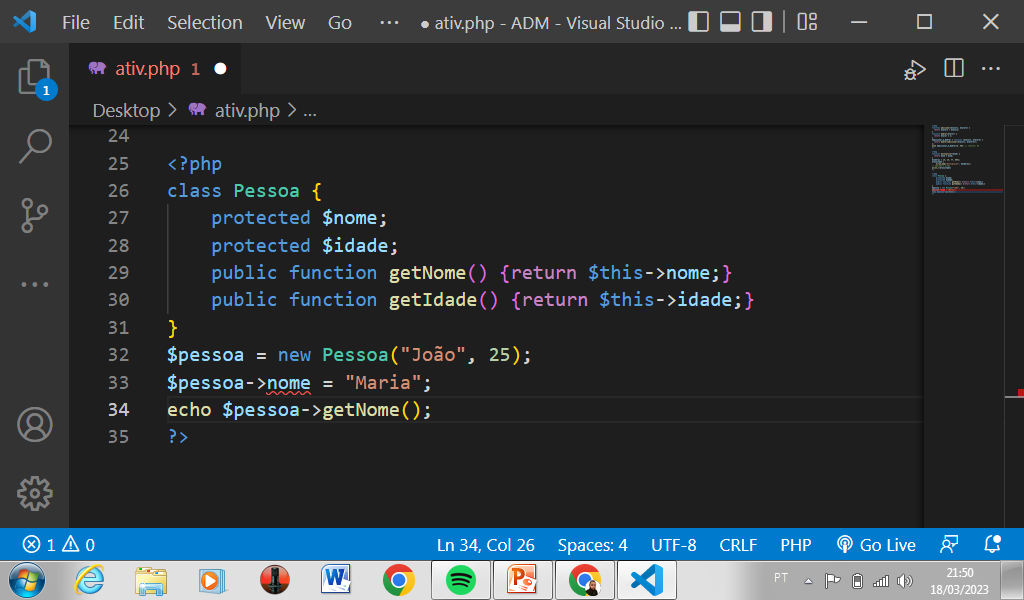 File Edit Selection View Go ··· ● ativ.php - ADM - Visual Studio ...
1
ativ.php 1 ●
Desktop > ativ.php > ...
24
25 <?php
26 class Pessoa {
27 protected $nome;
28 protected $idade;
29 public function getNome() {return $this->nome;}
30 public function getIdade() {return $this->idade;}
31 }
32 $pessoa = new Pessoa("João", 25);
33 $pessoa->nome = "Maria";
34 echo $pessoa->getNome();
35 ?>
1 0 Ln 34, Col 26 Spaces: 4 UTF-8 CRLF PHP Go Live
PT 21:50
18/03/2023